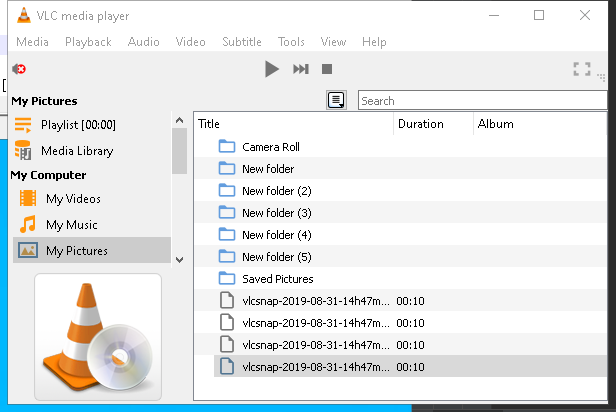 VLC media player
Media Playback Audio Video Subtitle Tools View Help
Search
My Pictures
Playlist [00:00]
Media Library
My Computer
My Videos
My Music
My Pictures
Title Duration Album
Camera Roll
New folder
New folder (2)
New folder (3)
New folder (4)
New folder (5)
Saved Pictures
vlcsnap-2019-08-31-14h47m... 00:10
vlcsnap-2019-08-31-14h47m... 00:10
vlcsnap-2019-08-31-14h47m... 00:10
vlcsnap-2019-08-31-14h47m... 00:10